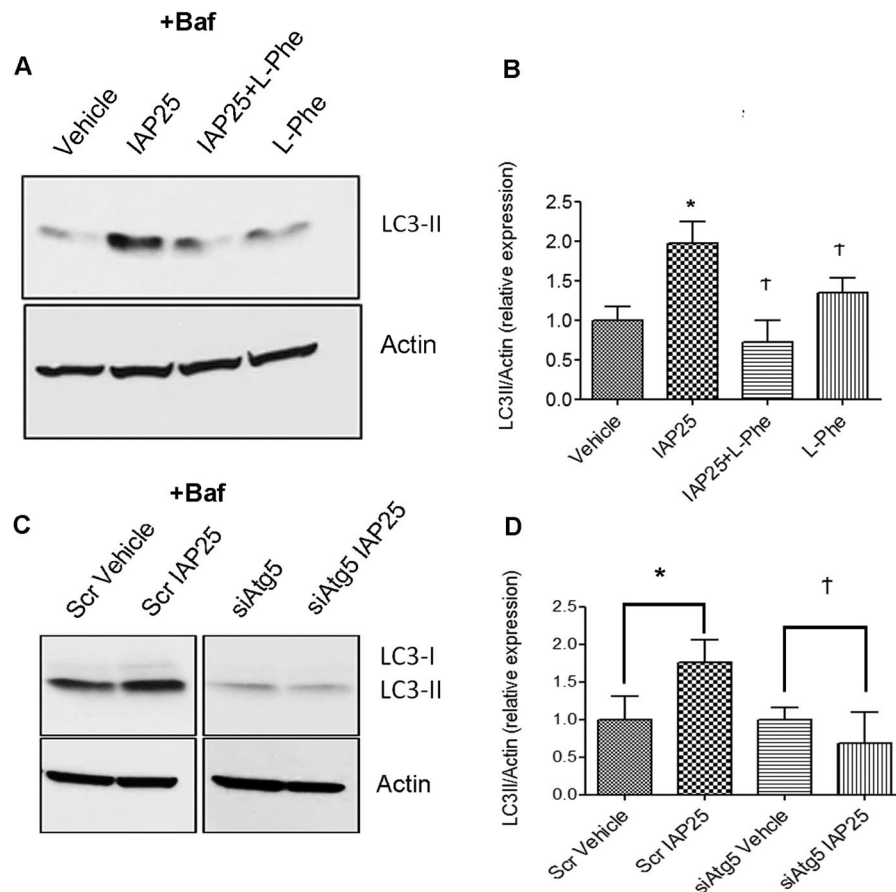 +Baf
A
Vehicle
IAP25
IAP25+L-Phe
L-Phe
LC3-II
Actin
B
LC3II/Actin (relative expression)
2.5
2.0
1.5
1.0
0.5
0.0
*
†
†
Vehicle
IAP25
IAP25+L-Phe
L-Phe
+Baf
C
Scr Vehicle
Scr IAP25
siAtg5
siAtg5 IAP25
LC3-I
LC3-II
Actin
D
LC3II/Actin (relative expression)
2.5
2.0
1.5
1.0
0.5
0.0
*
†
Scr Vehicle
Scr IAP25
siAtg5 Vehcle
siAtg5 IAP25